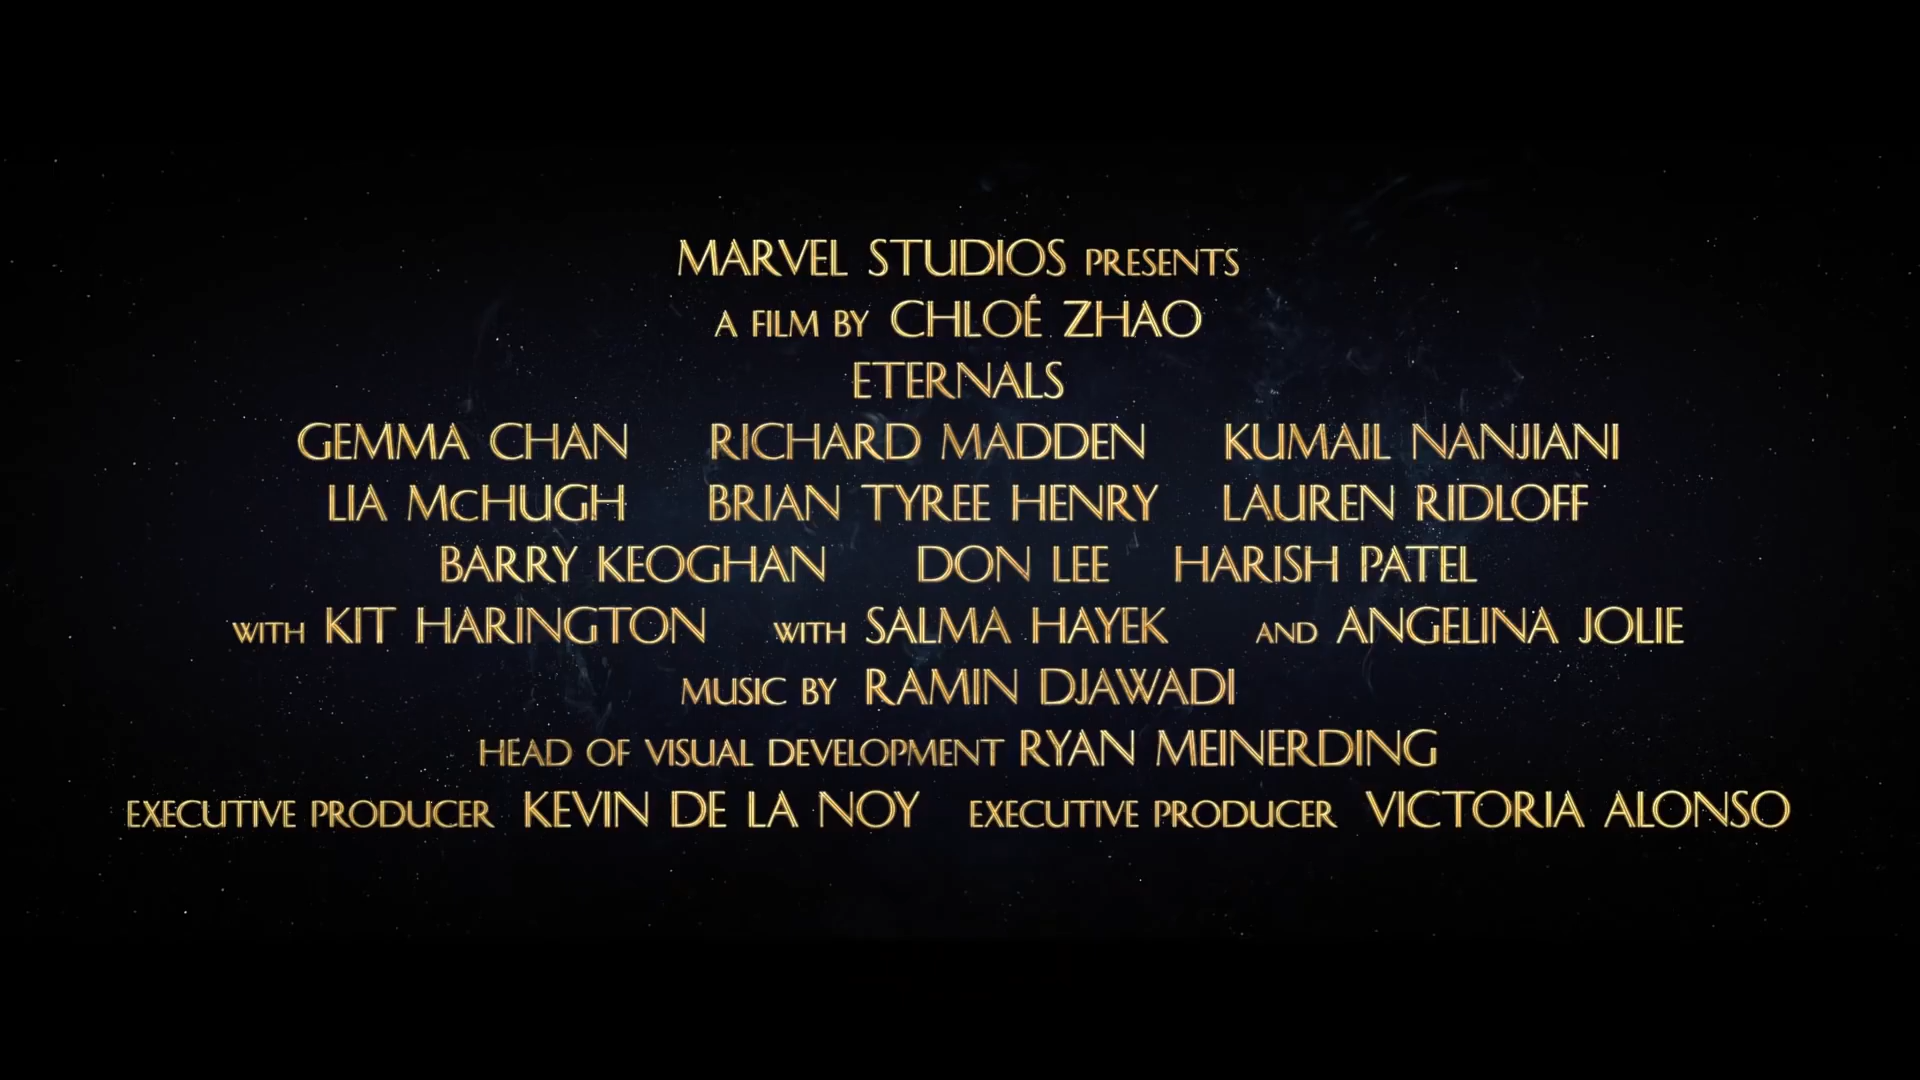 MARVEL STUDIOS PRESENTS
A FILM BY CHLOÉ ZHAO
ETERNALS
GEMMA CHAN RICHARD MADDEN KUMAIL NANJIANI
LIA McHUGH BRIAN TYREE HENRY LAUREN RIDLOFF
BARRY KEOGHAN DON LEE HARISH PATEL
WITH KIT HARINGTON WITH SALMA HAYEK AND ANGELINA JOLIE
MUSIC BY RAMIN DJAWADI
HEAD OF VISUAL DEVELOPMENT RYAN MEINERDING
EXECUTIVE PRODUCER KEVIN DE LA NOY EXECUTIVE PRODUCER VICTORIA ALONSO